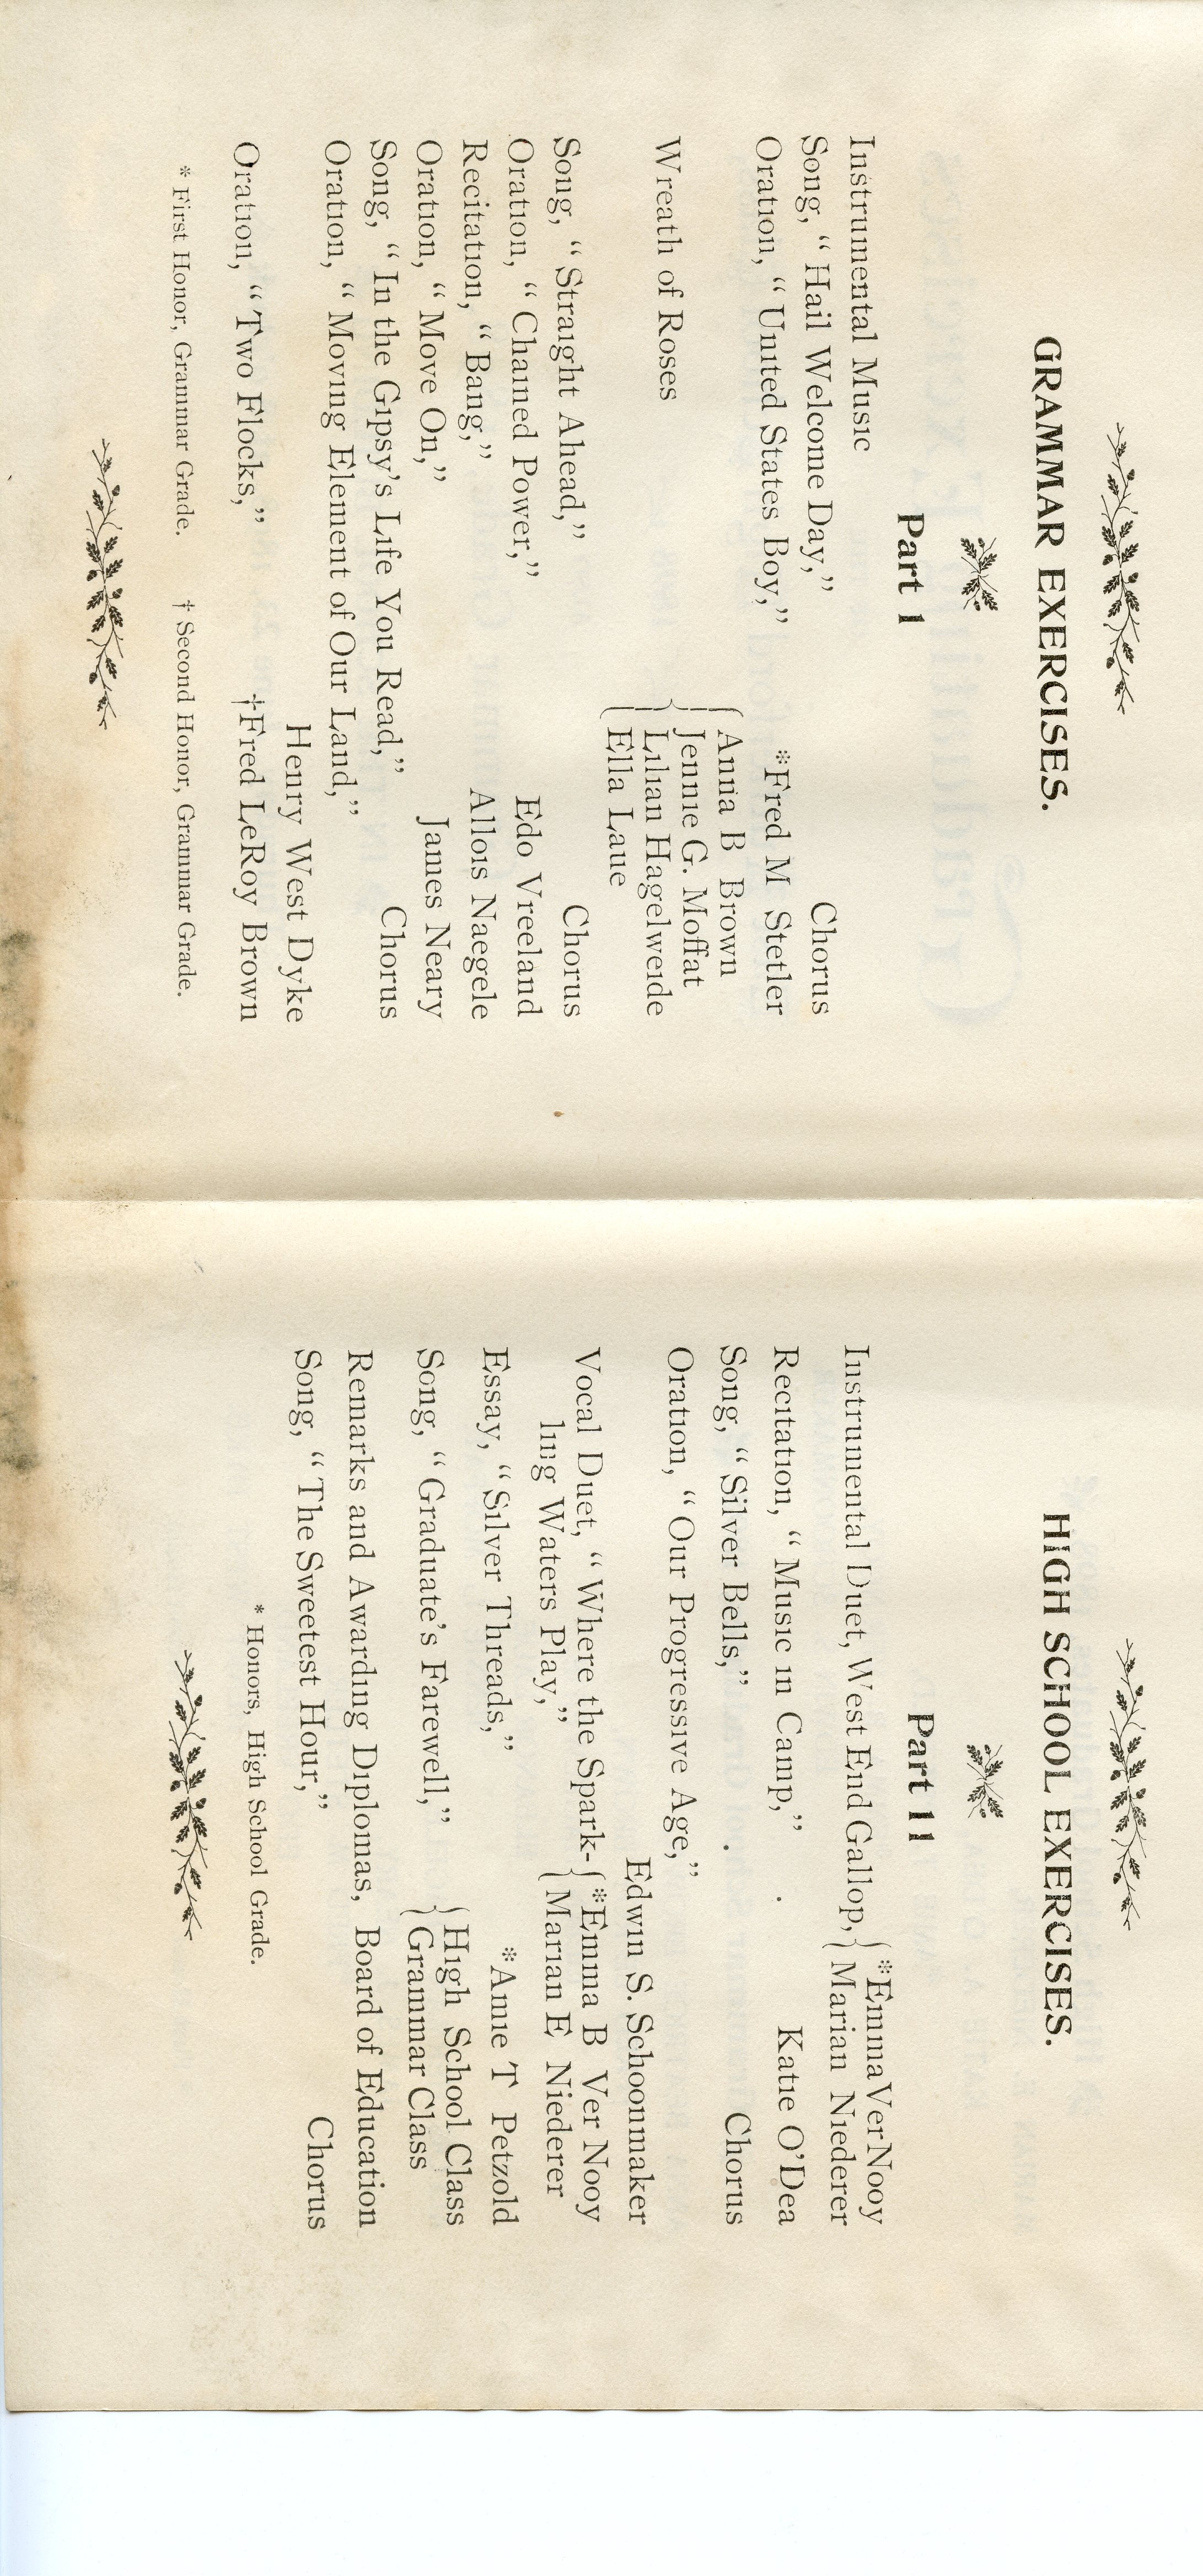 GRAMMAR EXERCISES.
Part I
Instrumental Music
Song, “ Hail Welcome Day,” Chorus
Oration, “ United States Boy,” *Fred M Stetler
Anna B Brown
Jennie G. Moffat
Wreath of Roses
Lilian Hagelweide
Ella Laue
Song, “ Straight Ahead,” Chorus
Oration, “ Chained Power,” Edo Vreeland
Recitation, “ Bang,” Allois Naegele
Oration, “ Move On,” James Neary
Song, “ In the Gipsy’s Life You Read,” Chorus
Oration, “ Moving Element of Our Land,”
Henry West Dyke
Oration, “ Two Flocks,” †Fred LeRoy Brown
* First Honor, Grammar Grade. † Second Honor, Grammar Grade.
HIGH SCHOOL EXERCISES.
Part II
Instrumental Duet, West End Gallop, { *Emma Ver Nooy
Marian Niederer
Recitation, “ Music in Camp,” Katie O’Dea
Song, “ Silver Bells,” Chorus
Oration, “ Our Progressive Age,”
Edwin S. Schoonmaker
Vocal Duet, “ Where the Spark- { *Emma B Ver Nooy
ling Waters Play,” Marian E Niederer
Essay, “ Silver Threads,” *Amie T Petzold
Song, “ Graduate’s Farewell,” { High School Class
Grammar Class
Remarks and Awarding Diplomas, Board of Education
Song, “ The Sweetest Hour,” Chorus
* Honors, High School Grade.